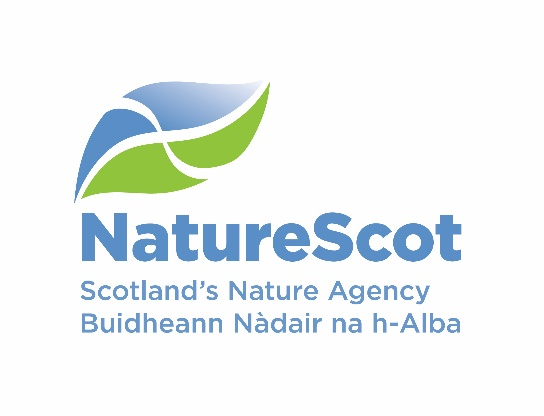 NatureScot
Scotland's Nature Agency
Buidheann Nàdair na h-Alba